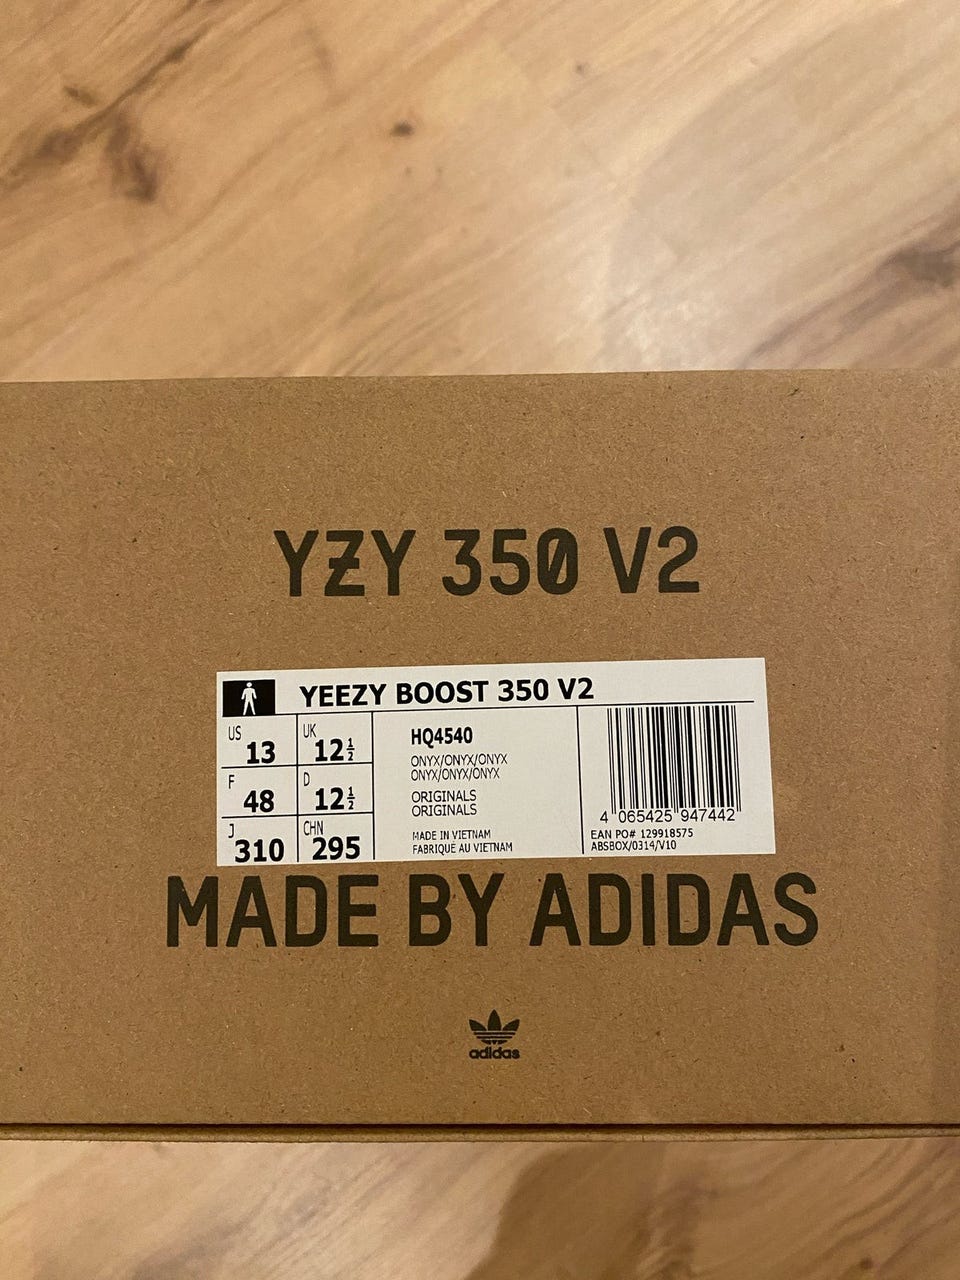 YZY 350 V2
YEEZY BOOST 350 V2
US 13 UK 12½
F 48 D 12½
J 310 CHN 295
HQ4540
ONYX/ONYX/ONYX
ONYX/ONYX/ONYX
ORIGINALS
ORIGINALS
MADE IN VIETNAM
FABRIQUÉ AU VIETNAM
4 065425 947442
EAN PO# 129918575
ABSBOX/0314/V10
MADE BY ADIDAS
adidas